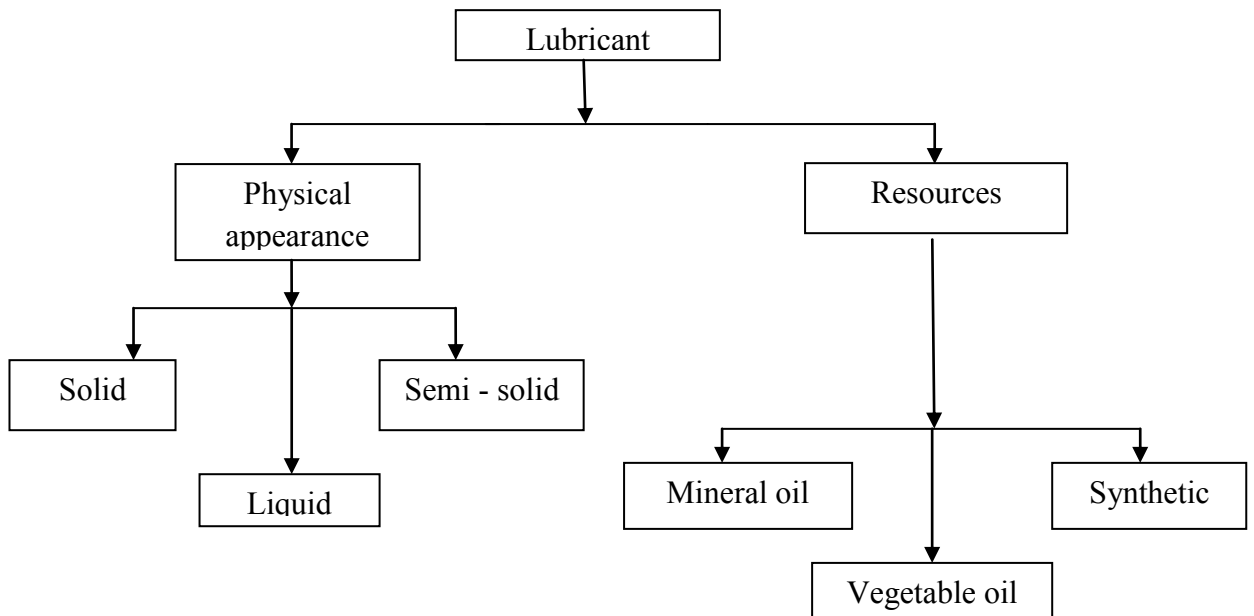 Lubricant
Physical
appearance
Resources
Solid
Semi - solid
Liquid
Mineral oil
Synthetic
Vegetable oil